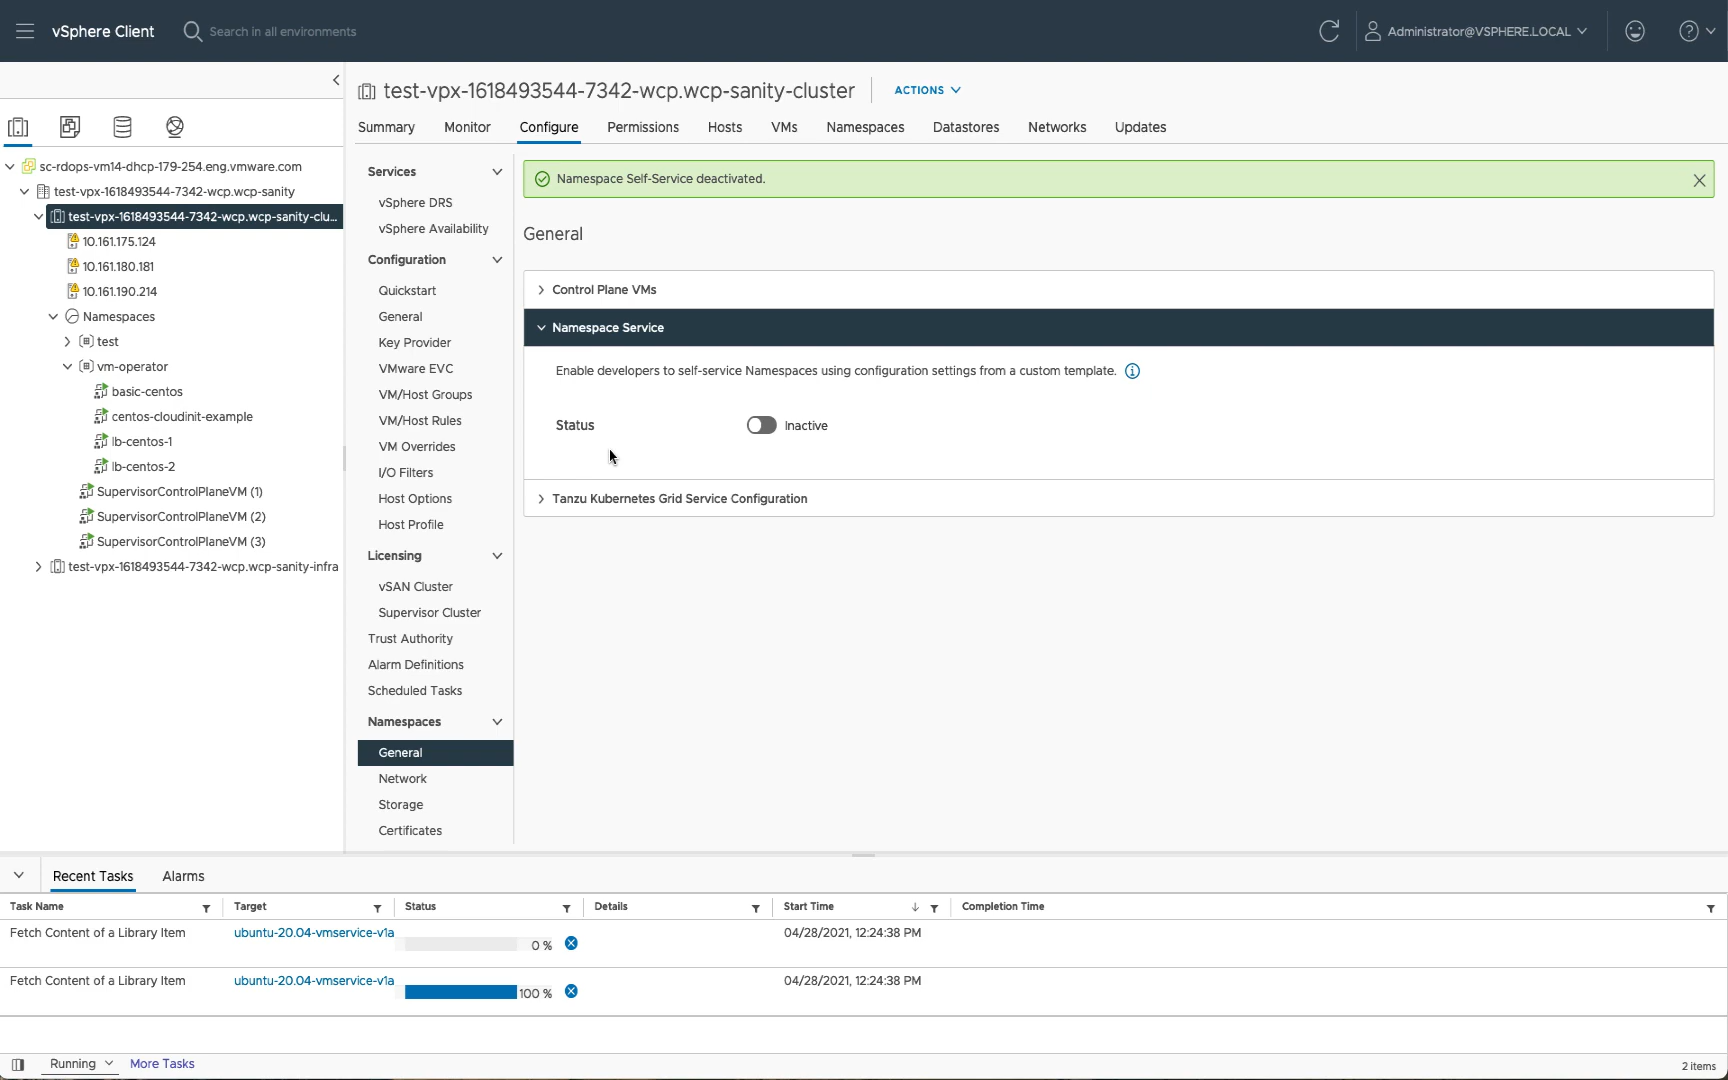 vSphere Client
Search in all environments
Administrator@VSPHERE.LOCAL
test-vpx-1618493544-7342-wcp.wcp-sanity-cluster
ACTIONS
Summary
Monitor
Configure
Permissions
Hosts
VMs
Namespaces
Datastores
Networks
Updates
sc-rdops-vm14-dhcp-179-254.eng.vmware.com
test-vpx-1618493544-7342-wcp.wcp-sanity
test-vpx-1618493544-7342-wcp.wcp-sanity-clu...
10.161.175.124
10.161.180.181
10.161.190.214
Namespaces
test
vm-operator
basic-centos
centos-cloudinit-example
lb-centos-1
lb-centos-2
SupervisorControlPlaneVM (1)
SupervisorControlPlaneVM (2)
SupervisorControlPlaneVM (3)
test-vpx-1618493544-7342-wcp.wcp-sanity-infra
Services
vSphere DRS
vSphere Availability
Configuration
Quickstart
General
Key Provider
VMware EVC
VM/Host Groups
VM/Host Rules
VM Overrides
I/O Filters
Host Options
Host Profile
Licensing
vSAN Cluster
Supervisor Cluster
Trust Authority
Alarm Definitions
Scheduled Tasks
Namespaces
General
Network
Storage
Certificates
Namespace Self-Service deactivated.
General
Control Plane VMs
Namespace Service
Enable developers to self-service Namespaces using configuration settings from a custom template.
Status
Inactive
Tanzu Kubernetes Grid Service Configuration
Recent Tasks
Alarms
Task Name
Target
Status
Details
Start Time
Completion Time
Fetch Content of a Library Item
ubuntu-20.04-vmservice-v1a
0 %
04/28/2021, 12:24:38 PM
Fetch Content of a Library Item
ubuntu-20.04-vmservice-v1a
100 %
04/28/2021, 12:24:38 PM
Running
More Tasks
2 items